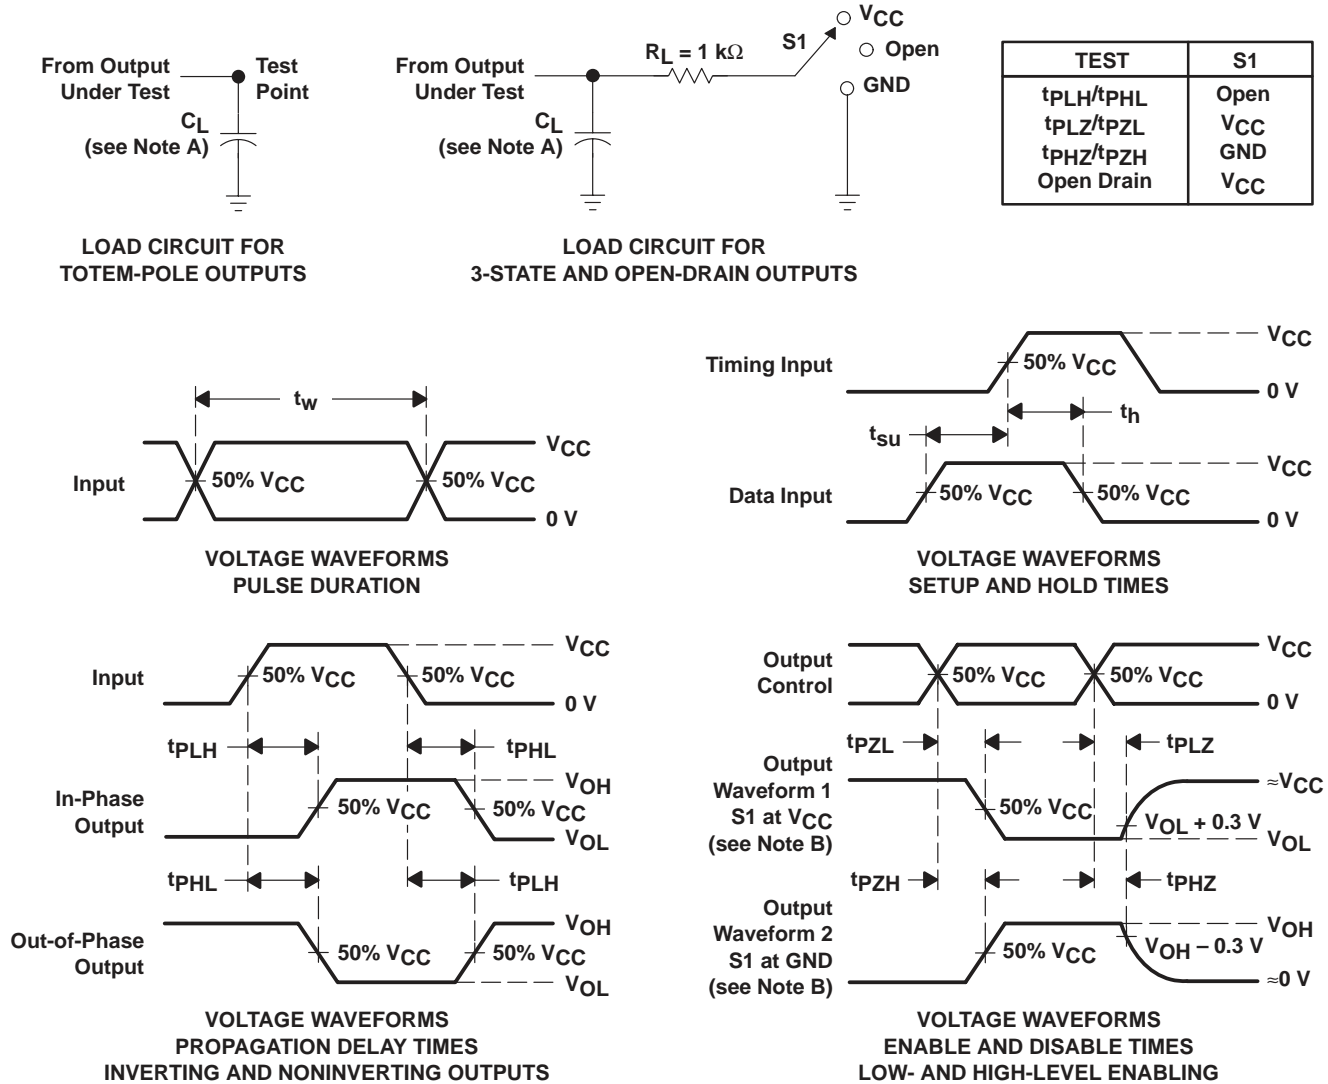 From Output
Under Test
Test
Point
CL
(see Note A)
LOAD CIRCUIT FOR
TOTEM-POLE OUTPUTS
From Output
Under Test
RL = 1 kΩ
S1
VCC
Open
GND
CL
(see Note A)
LOAD CIRCUIT FOR
3-STATE AND OPEN-DRAIN OUTPUTS
TEST S1
tPLH/tPHL Open
tPLZ/tPZL VCC
tPHZ/tPZH GND
Open Drain VCC
tw
Input
50% VCC
50% VCC
VCC
0 V
VOLTAGE WAVEFORMS
PULSE DURATION
Timing Input
50% VCC
VCC
0 V
tsu
th
Data Input
50% VCC
50% VCC
VCC
0 V
VOLTAGE WAVEFORMS
SETUP AND HOLD TIMES
Input
50% VCC
50% VCC
VCC
0 V
tPLH
tPHL
In-Phase
Output
50% VCC
50% VCC
VOH
VOL
tPHL
tPLH
Out-of-Phase
Output
50% VCC
50% VCC
VOH
VOL
VOLTAGE WAVEFORMS
PROPAGATION DELAY TIMES
INVERTING AND NONINVERTING OUTPUTS
Output
Control
50% VCC
50% VCC
VCC
0 V
tPZL
tPLZ
Output
Waveform 1
S1 at VCC
(see Note B)
50% VCC
VOL + 0.3 V
≈VCC
VOL
tPZH
tPHZ
Output
Waveform 2
S1 at GND
(see Note B)
50% VCC
VOH − 0.3 V
VOH
≈0 V
VOLTAGE WAVEFORMS
ENABLE AND DISABLE TIMES
LOW- AND HIGH-LEVEL ENABLING